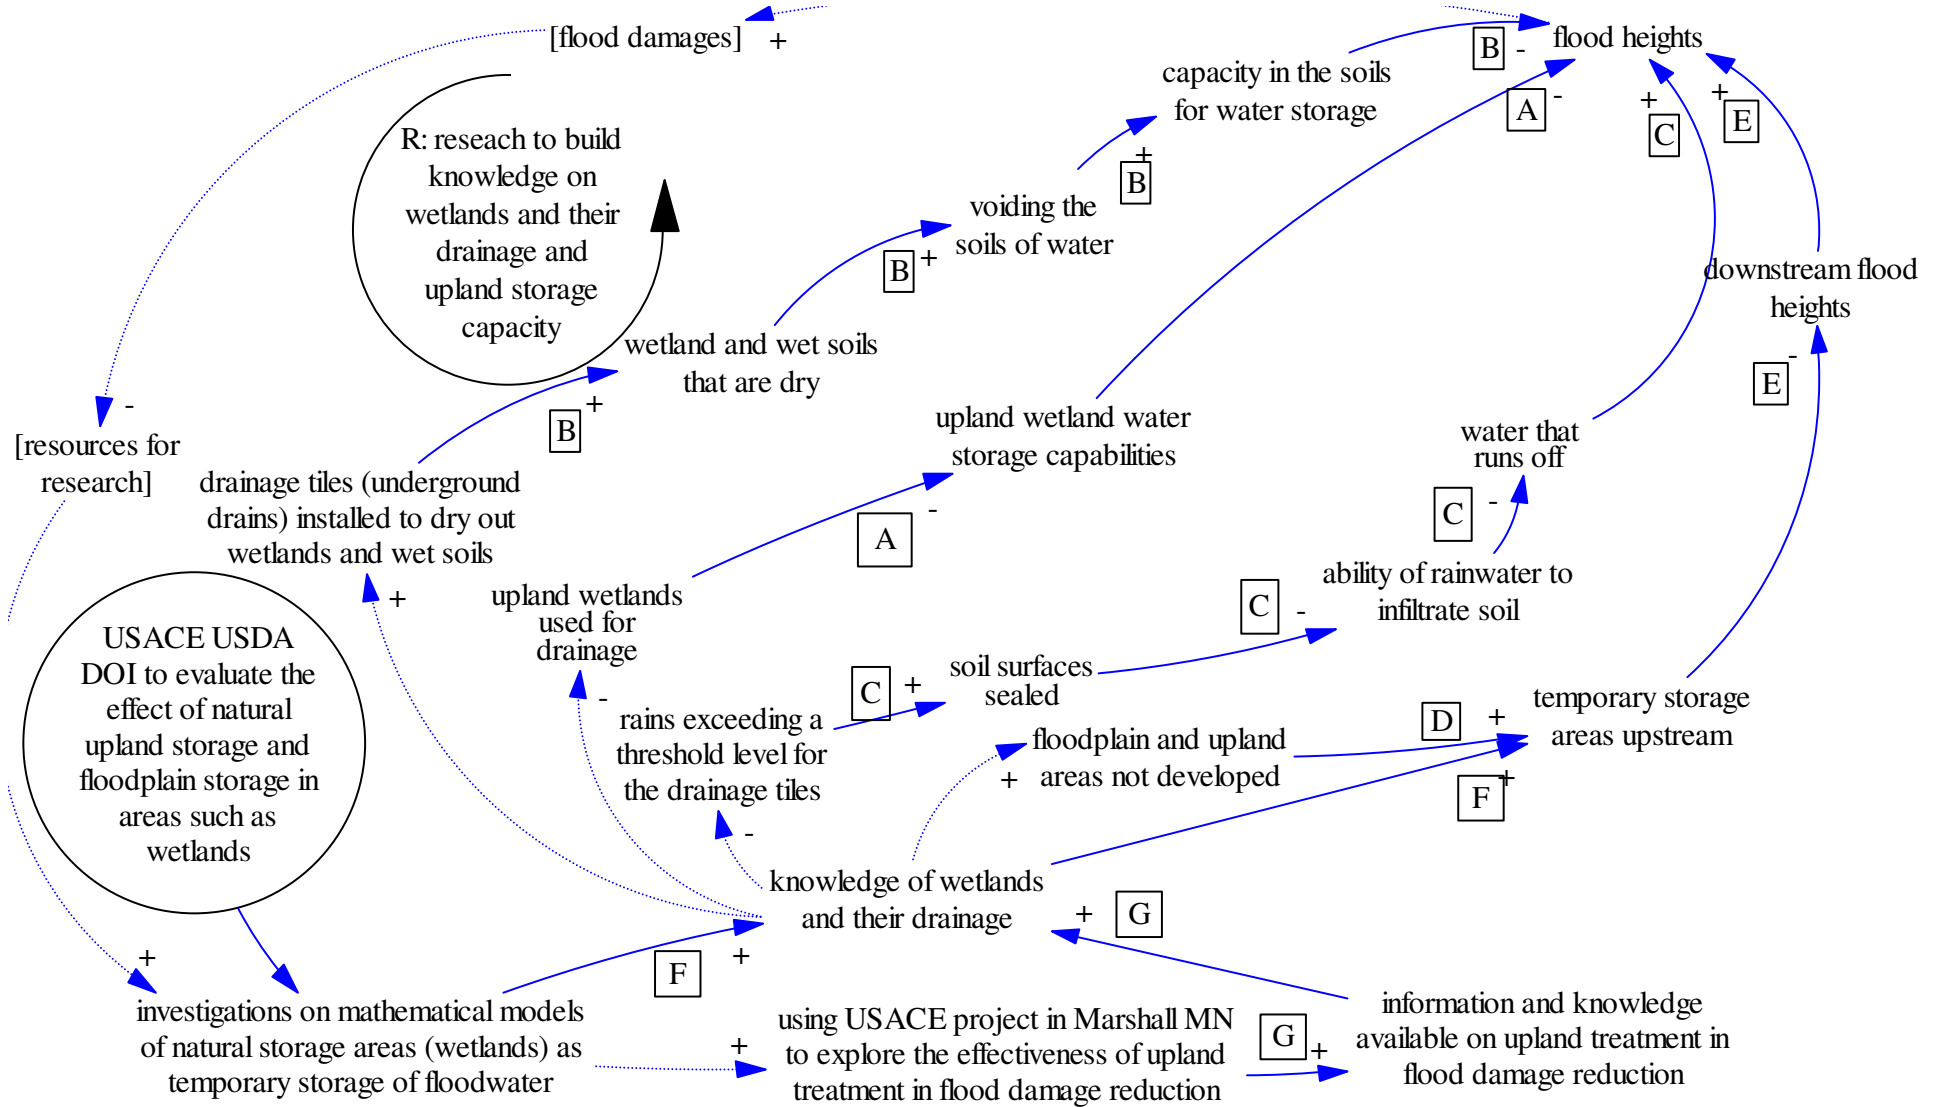 [flood damages]
+
B
-
flood heights
capacity in the soils
for water storage
A
-
+
C
+
E
R: reseach to build
knowledge on
wetlands and their
drainage and
upland storage
capacity
+
B
voiding the
soils of water
B
+
downstream flood
heights
wetland and wet soils
that are dry
-
E
B
+
-
[resources for
research]
upland wetland water
storage capabilities
water that
runs off
drainage tiles (underground
drains) installed to dry out
wetlands and wet soils
A
-
C
-
+
upland wetlands
used for
drainage
ability of rainwater to
infiltrate soil
C
-
USACE USDA
DOI to evaluate the
effect of natural
upland storage and
floodplain storage in
areas such as
wetlands
-
C
+
soil surfaces
sealed
rains exceeding a
threshold level for
the drainage tiles
-
floodplain and upland
areas not developed
+
D
+
temporary storage
areas upstream
F
+
knowledge of wetlands
and their drainage
+
G
+
F
+
investigations on mathematical models
of natural storage areas (wetlands) as
temporary storage of floodwater
+
using USACE project in Marshall MN
to explore the effectiveness of upland
treatment in flood damage reduction
G
+
information and knowledge
available on upland treatment in
flood damage reduction